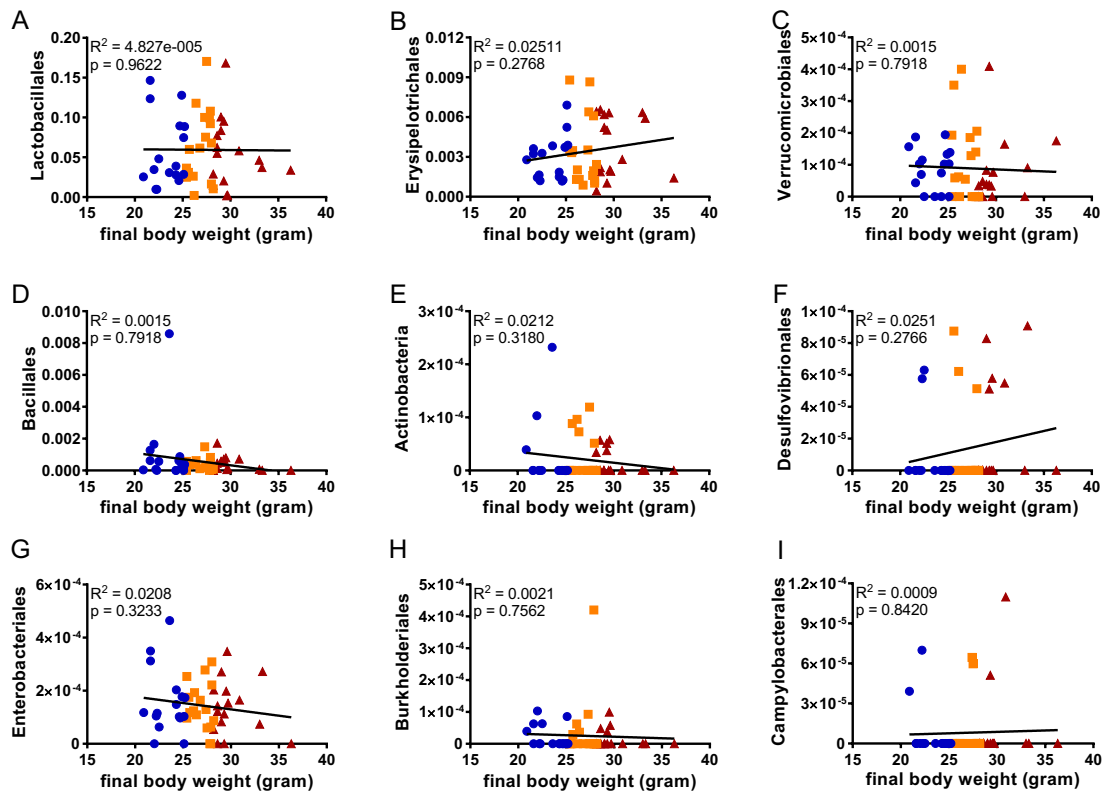 A
R² = 4.827e-005
p = 0.9622
Lactobacillales
0.20
0.15
0.10
0.05
0.00
15 20 25 30 35 40
final body weight (gram)
B
R² = 0.02511
p = 0.2768
Erysipelotrichales
0.012
0.009
0.006
0.003
0.000
15 20 25 30 35 40
final body weight (gram)
C
R² = 0.0015
p = 0.7918
Verrucomicrobiales
5×10⁻⁴
4×10⁻⁴
3×10⁻⁴
2×10⁻⁴
1×10⁻⁴
0
15 20 25 30 35 40
final body weight (gram)
D
R² = 0.0015
p = 0.7918
Bacillales
0.010
0.008
0.006
0.004
0.002
0.000
15 20 25 30 35 40
final body weight (gram)
E
R² = 0.0212
p = 0.3180
Actinobacteria
3×10⁻⁴
2×10⁻⁴
1×10⁻⁴
0
15 20 25 30 35 40
final body weight (gram)
F
R² = 0.0251
p = 0.2766
Desulfovibrionales
1×10⁻⁴
8×10⁻⁵
6×10⁻⁵
4×10⁻⁵
2×10⁻⁵
0
15 20 25 30 35 40
final body weight (gram)
G
R² = 0.0208
p = 0.3233
Enterobacteriales
6×10⁻⁴
4×10⁻⁴
2×10⁻⁴
0
15 20 25 30 35 40
final body weight (gram)
H
R² = 0.0021
p = 0.7562
Burkholderiales
5×10⁻⁴
4×10⁻⁴
3×10⁻⁴
2×10⁻⁴
1×10⁻⁴
0
15 20 25 30 35 40
final body weight (gram)
I
R² = 0.0009
p = 0.8420
Campylobacterales
1.2×10⁻⁴
9×10⁻⁵
6×10⁻⁵
3×10⁻⁵
0
15 20 25 30 35 40
final body weight (gram)